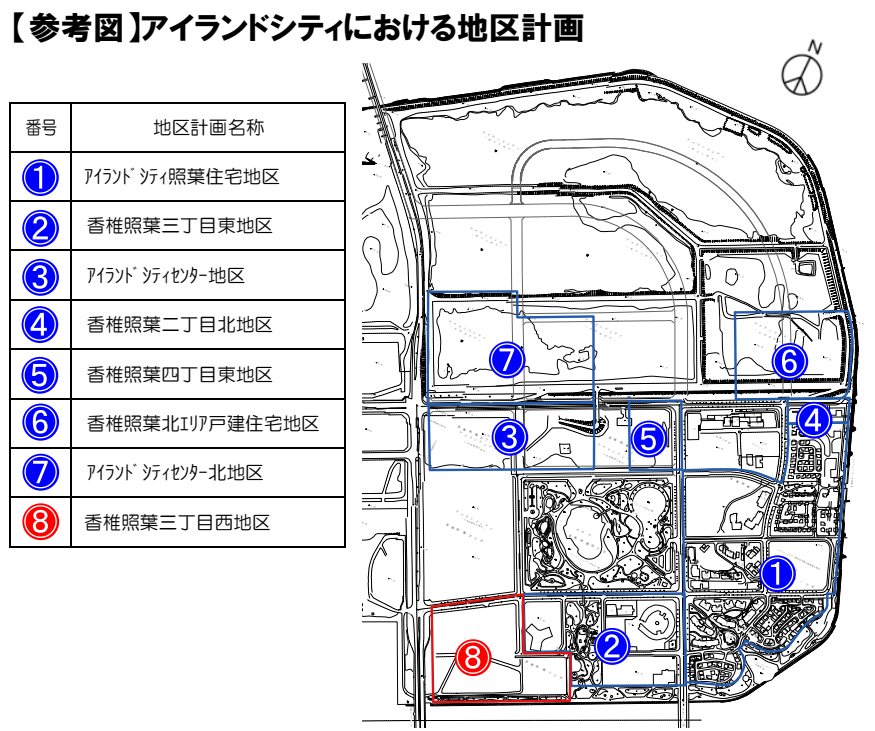 【参考図】アイランドシティにおける地区計画
N
番号 地区計画名称
① ｱｲﾗﾝﾄﾞｼﾃｨ照葉住宅地区
② 香椎照葉三丁目東地区
③ ｱｲﾗﾝﾄﾞｼﾃｨｾﾝﾀｰ地区
④ 香椎照葉二丁目北地区
⑤ 香椎照葉四丁目東地区
⑥ 香椎照葉北ｴﾘｱ戸建住宅地区
⑦ ｱｲﾗﾝﾄﾞｼﾃｨｾﾝﾀｰ北地区
⑧ 香椎照葉三丁目西地区
⑦
⑥
④
③
⑤
①
②
⑧